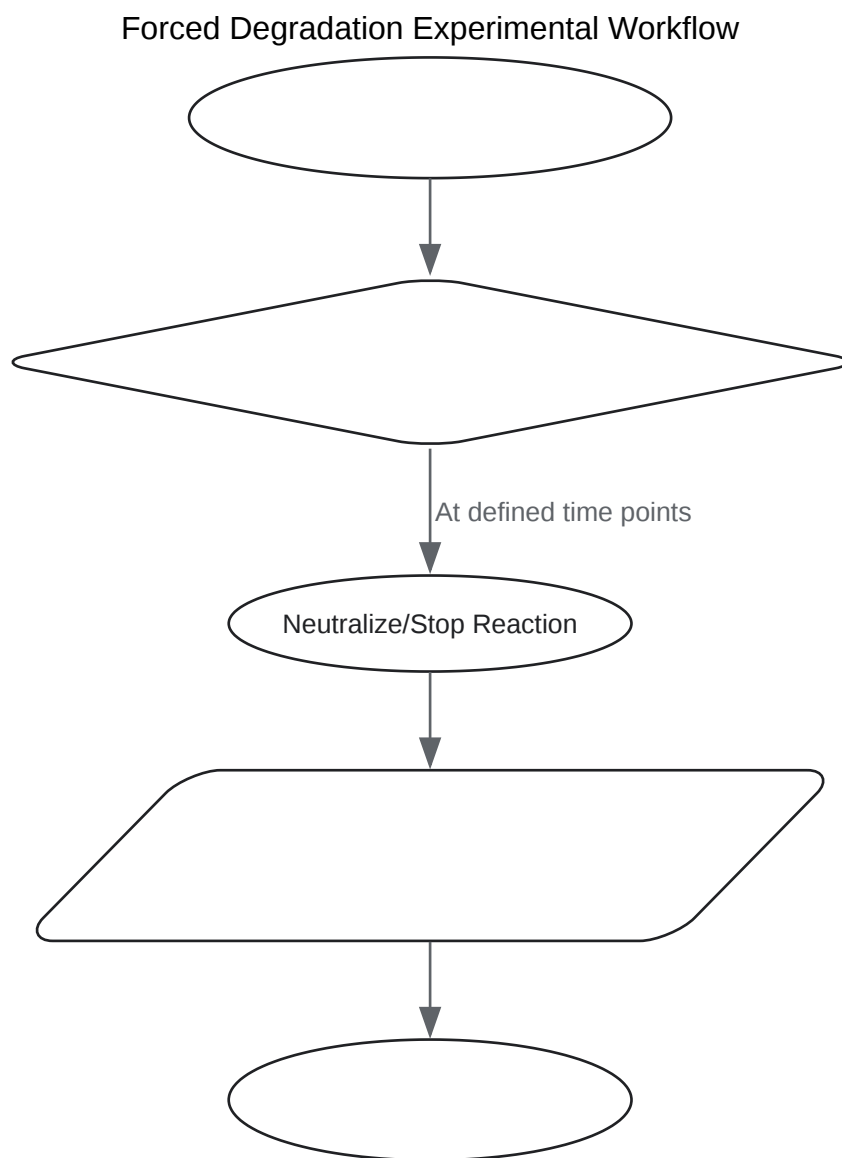 Forced Degradation Experimental Workflow
At defined time points
Neutralize/Stop Reaction